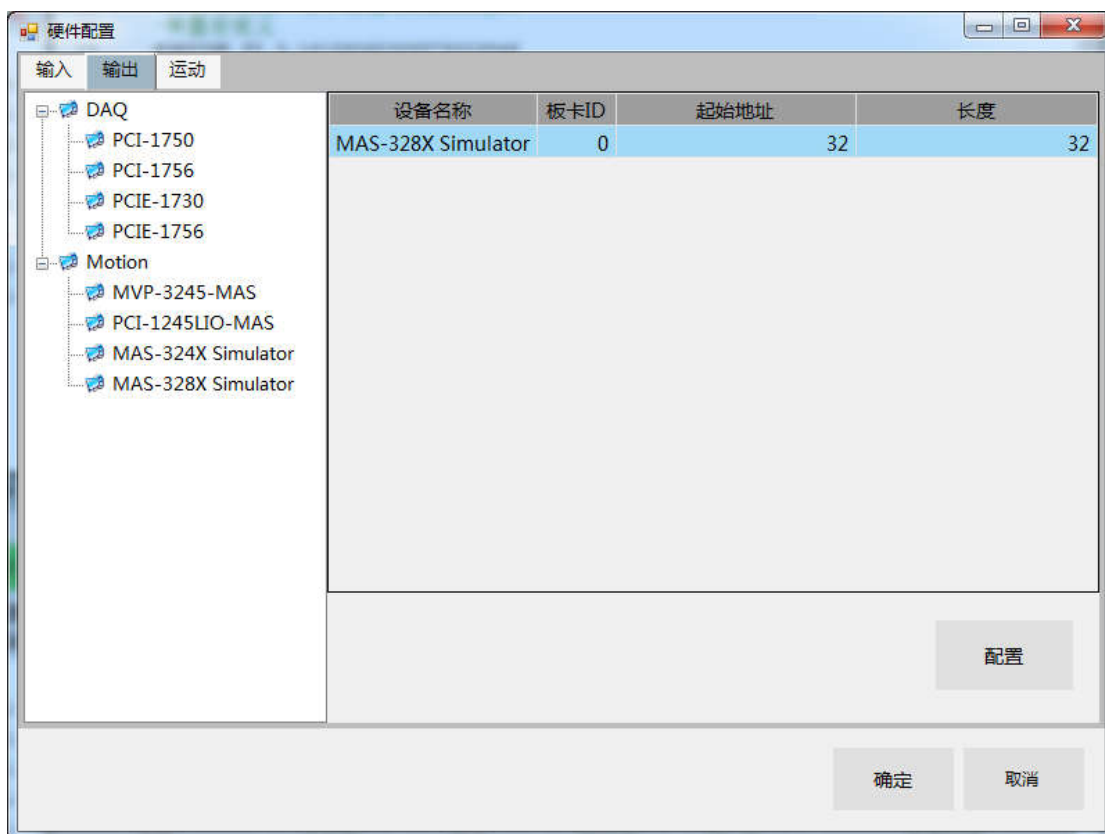 硬件配置
输入 输出 运动
DAQ
PCI-1750
PCI-1756
PCIE-1730
PCIE-1756
Motion
MVP-3245-MAS
PCI-1245LIO-MAS
MAS-324X Simulator
MAS-328X Simulator
设备名称 板卡ID 起始地址 长度
MAS-328X Simulator 0 32 32
配置
确定 取消